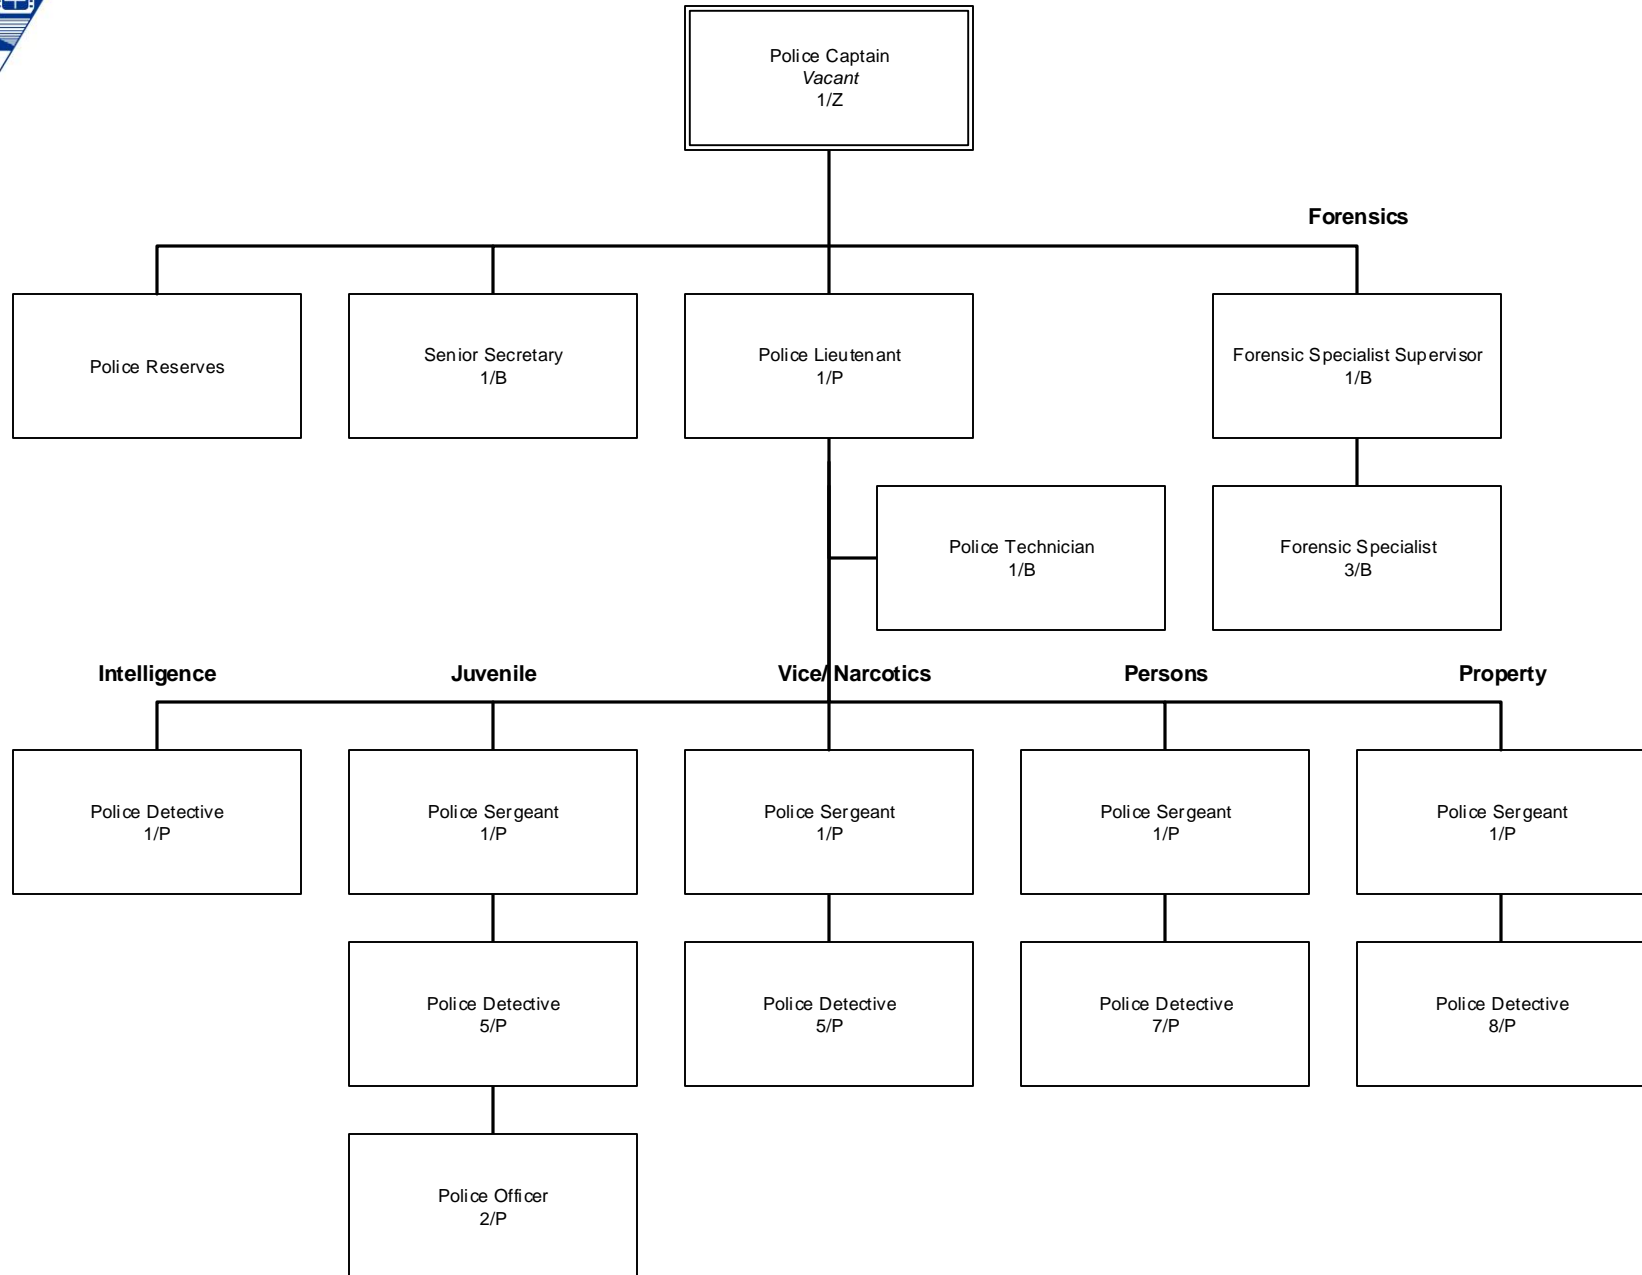 Police Captain
Vacant
1/Z
Forensics
Police Reserves
Senior Secretary
1/B
Police Lieutenant
1/P
Forensic Specialist Supervisor
1/B
Police Technician
1/B
Forensic Specialist
3/B
Intelligence
Juvenile
Vice/ Narcotics
Persons
Property
Police Detective
1/P
Police Sergeant
1/P
Police Sergeant
1/P
Police Sergeant
1/P
Police Sergeant
1/P
Police Detective
5/P
Police Detective
5/P
Police Detective
7/P
Police Detective
8/P
Police Officer
2/P